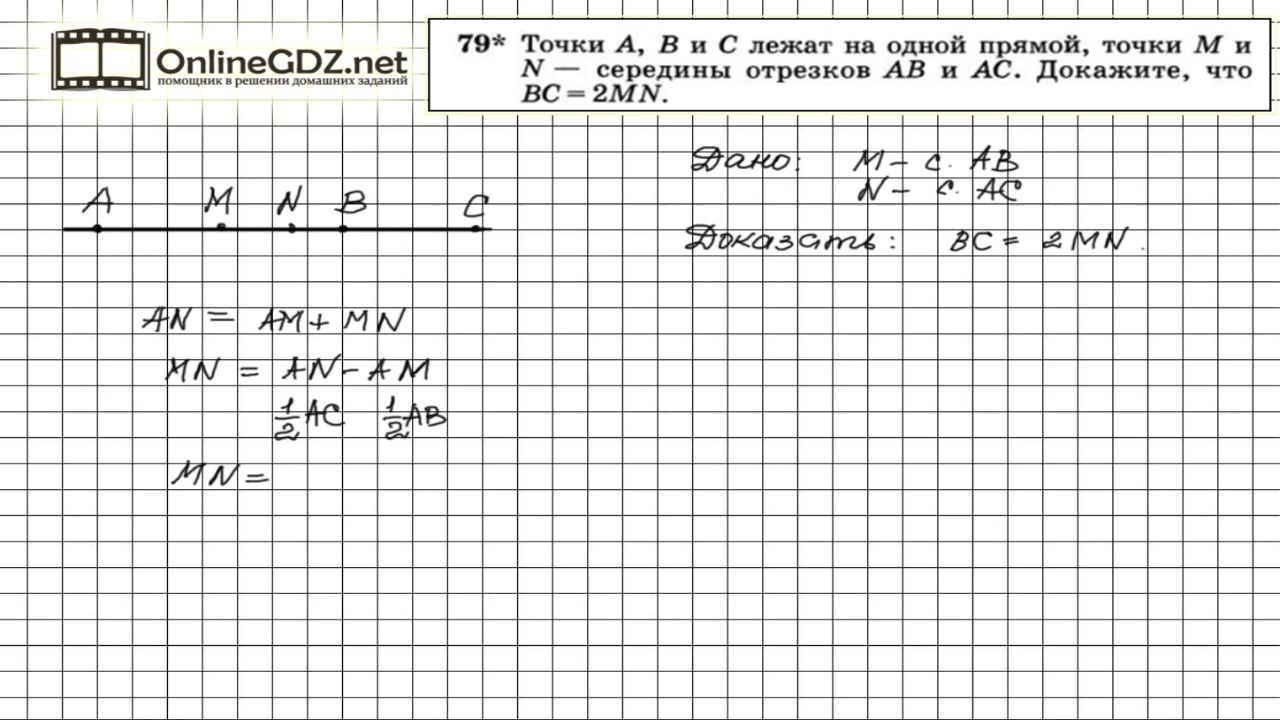 OnlineGDZ.net
помощник в решении домашних заданий
79* Точки A, B и C лежат на одной прямой, точки M и
N — середины отрезков AB и AC. Докажите, что
BC = 2MN.
Дано: M – с. AB
N – с. AC
Доказать: BC = 2MN.
A M N B C
AN = AM + MN
MN = AN – AM
1/2 AC 1/2 AB
MN =